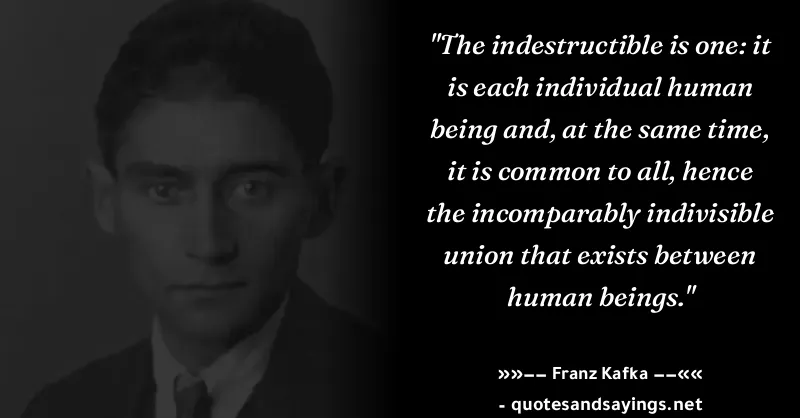 "The indestructible is one: it
is each individual human
being and, at the same time,
it is common to all, hence
the incomparably indivisible
union that exists between
human beings."
»»−− Franz Kafka −−««
- quotesandsayings.net